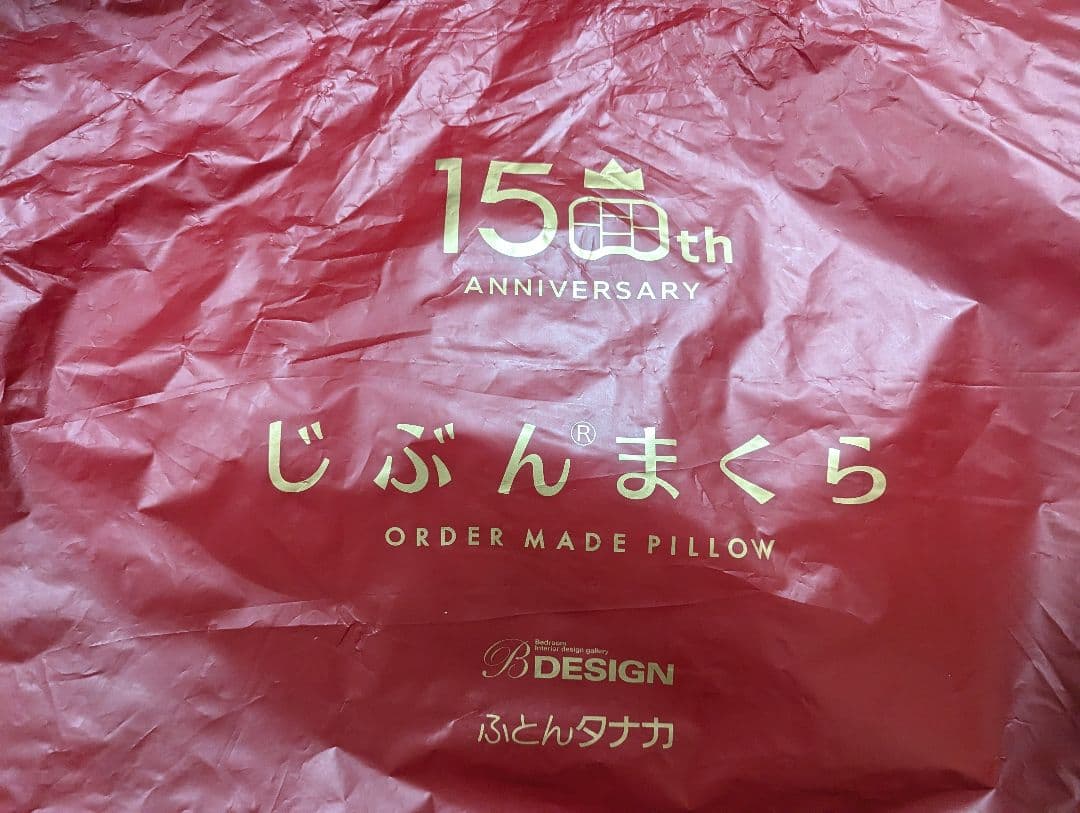 15th
ANNIVERSARY
じぶん®まくら
ORDER MADE PILLOW
Bedroom
Interior design gallery
B DESIGN
ふとんタナカ